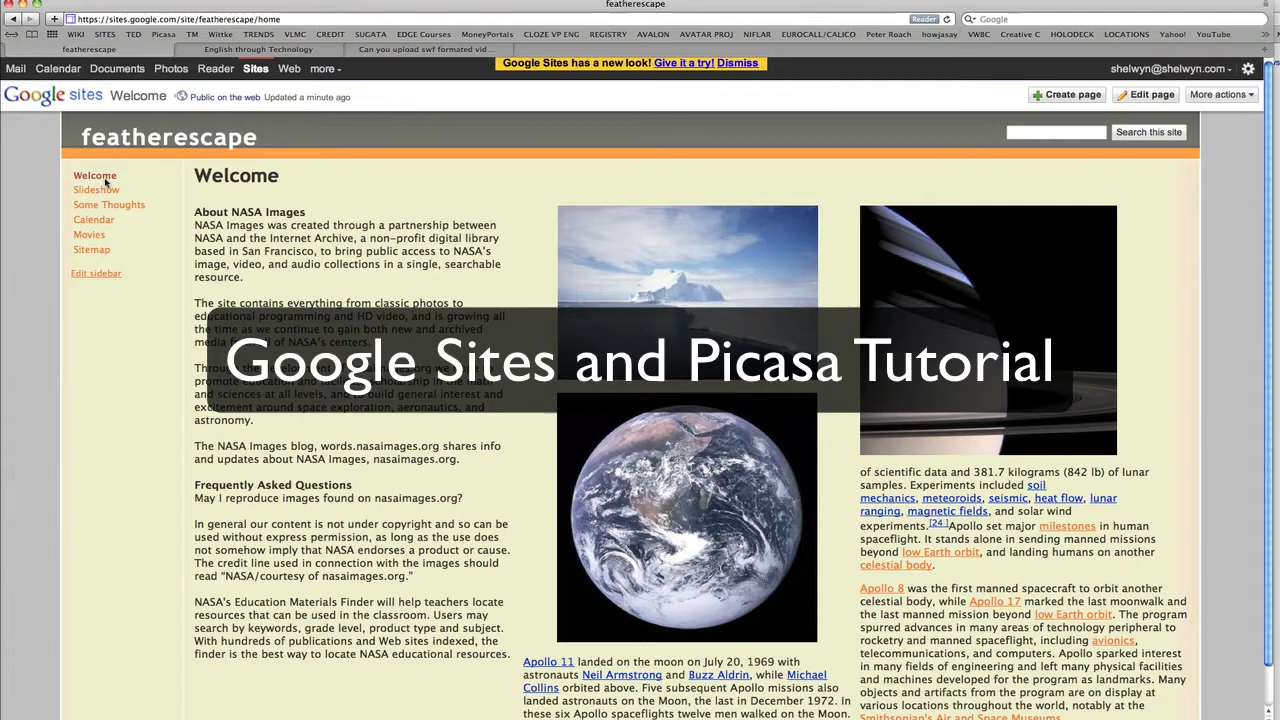 featherescape
https://sites.google.com/site/featherescape/home
Reader
Google
WIKI SITES TED Picasa TM Wittke TRENDS VLMC CREDIT SUGATA EDGE Courses MoneyPortals CLOZE VP ENG REGISTRY AVALON AVATAR PROJ NIFLAR EUROCALL/CALICO Peter Roach howjasay VWBC Creative C HOLODECK LOCATIONS Yahoo! YouTube
featherescape
English through Technology
Can you upload swf formated vid...
Mail Calendar Documents Photos Reader Sites Web more
Google Sites has a new look! Give it a try! Dismiss
shelwyn@shelwyn.com
Google sites Welcome Public on the web Updated a minute ago
Create page Edit page More actions
featherescape
Search this site
Welcome
Slideshow
Some Thoughts
Calendar
Movies
Sitemap
Edit sidebar
Welcome
About NASA Images
NASA Images was created through a partnership between
NASA and the Internet Archive, a non-profit digital library
based in San Francisco, to bring public access to NASA's
image, video, and audio collections in a single, searchable
resource.
The site contains everything from classic photos to
educational programming and HD video, and is growing all
the time as we continue to gain both new and archived
media from all of NASA's centers.
promote education and
and sciences at all levels, and to build general interest and
excitement around space exploration, aeronautics, and
astronomy.
The NASA Images blog, words.nasaimages.org shares info
and updates about NASA Images, nasaimages.org.
Frequently Asked Questions
May I reproduce images found on nasaimages.org?
In general our content is not under copyright and so can be
used without express permission, as long as the use does
not somehow imply that NASA endorses a product or cause.
The credit line used in connection with the images should
read “NASA/courtesy of nasaimages.org.”
NASA's Education Materials Finder will help teachers locate
resources that can be used in the classroom. Users may
search by keywords, grade level, product type and subject.
With hundreds of publications and Web sites indexed, the
finder is the best way to locate NASA educational resources.
Google Sites and Picasa Tutorial
Apollo 11 landed on the moon on July 20, 1969 with
astronauts Neil Armstrong and Buzz Aldrin, while Michael
Collins orbited above. Five subsequent Apollo missions also
landed astronauts on the Moon, the last in December 1972. In
these six Apollo spaceflights twelve men walked on the Moon.
of scientific data and 381.7 kilograms (842 lb) of lunar
samples. Experiments included soil
mechanics, meteoroids, seismic, heat flow, lunar
ranging, magnetic fields, and solar wind
experiments.[24] Apollo set major milestones in human
spaceflight. It stands alone in sending manned missions
beyond low Earth orbit, and landing humans on another
celestial body.
Apollo 8 was the first manned spacecraft to orbit another
celestial body, while Apollo 17 marked the last moonwalk and
the last manned mission beyond low Earth orbit. The program
spurred advances in many areas of technology peripheral to
rocketry and manned spaceflight, including avionics,
telecommunications, and computers. Apollo sparked interest
in many fields of engineering and left many physical facilities
and machines developed for the program as landmarks. Many
objects and artifacts from the program are on display at
various locations throughout the world, notably at the
Smithsonian's Air and Space Museums.